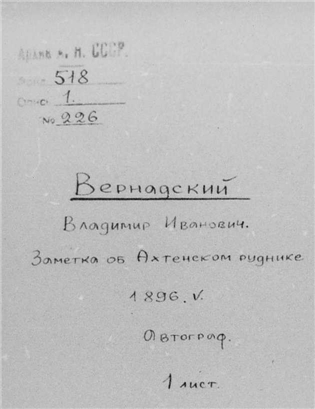 Архив А. Н. СССР.
Фонд 518
Опись 1.
№ 226
Вернадский
Владимир Иванович.
Заметка об Ахтенском руднике
1896. V.
Автограф.
1 лист.